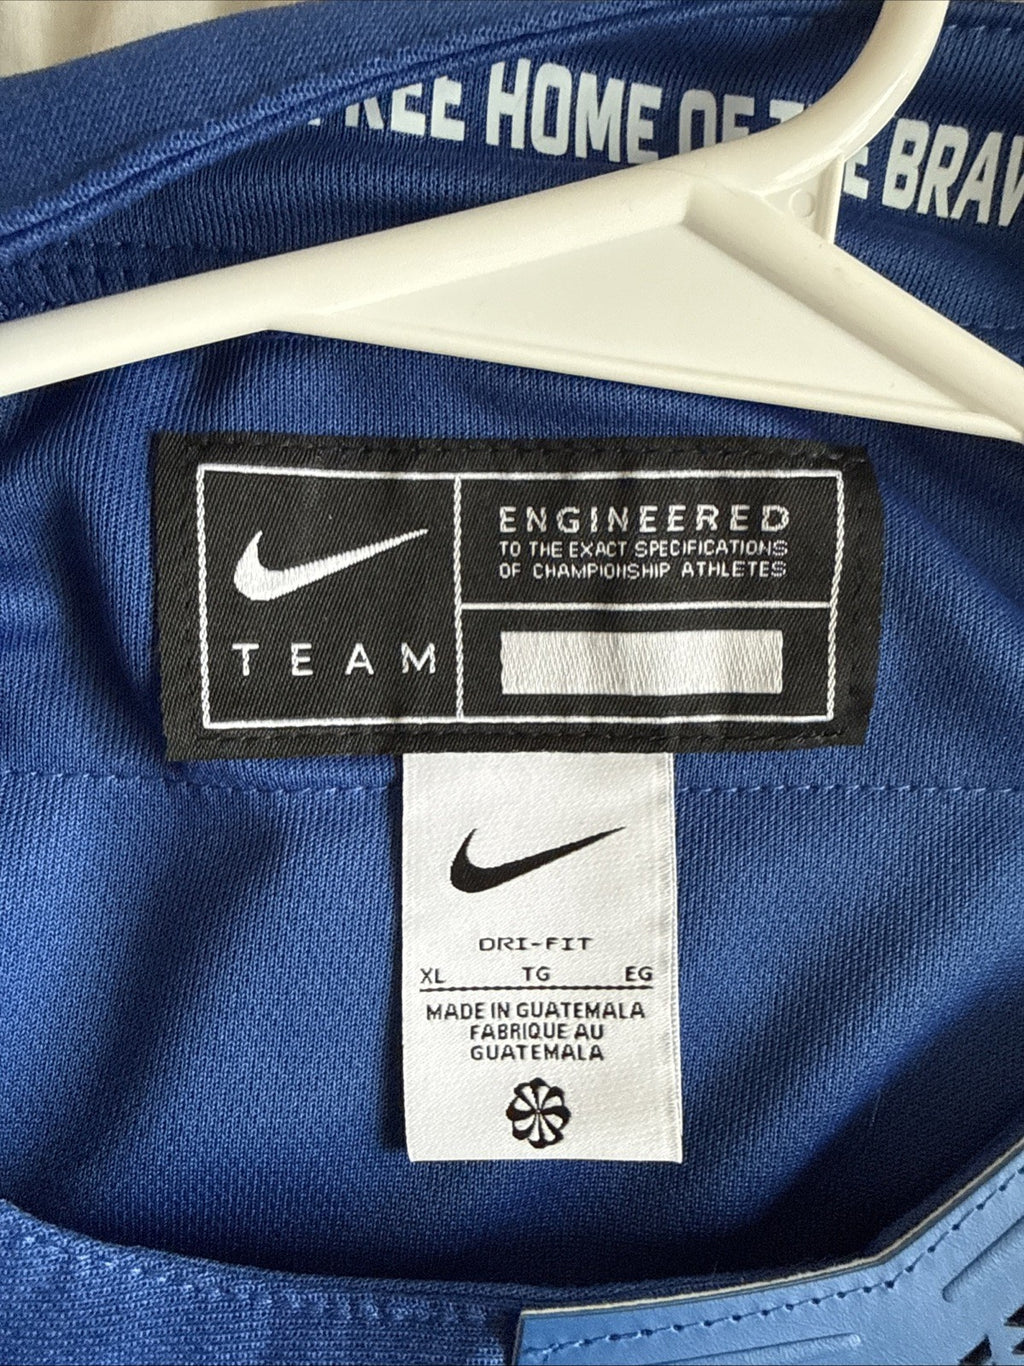 HOME OF THE BRAV
ENGINEERED
TO THE EXACT SPECIFICATIONS
OF CHAMPIONSHIP ATHLETES
TEAM
DRI-FIT
XL TG EG
MADE IN GUATEMALA
FABRIQUE AU
GUATEMALA